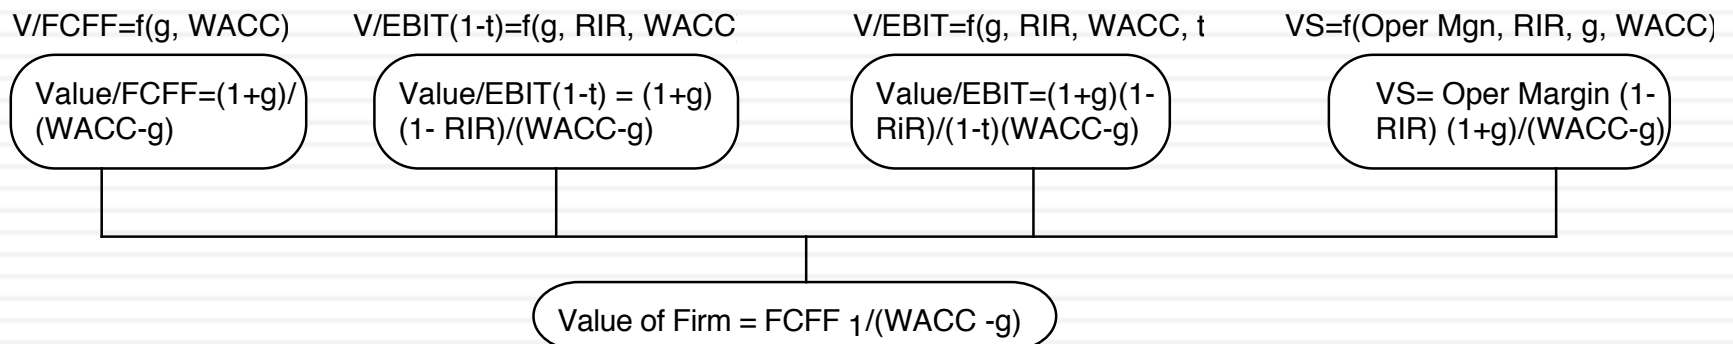 V/FCFF=f(g, WACC)
V/EBIT(1-t)=f(g, RIR, WACC
V/EBIT=f(g, RIR, WACC, t
VS=f(Oper Mgn, RIR, g, WACC)
Value/FCFF=(1+g)/
(WACC-g)
Value/EBIT(1-t) = (1+g)
(1- RIR)/(WACC-g)
Value/EBIT=(1+g)(1-
RiR)/(1-t)(WACC-g)
VS= Oper Margin (1-
RIR) (1+g)/(WACC-g)
Value of Firm = FCFF 1/(WACC -g)